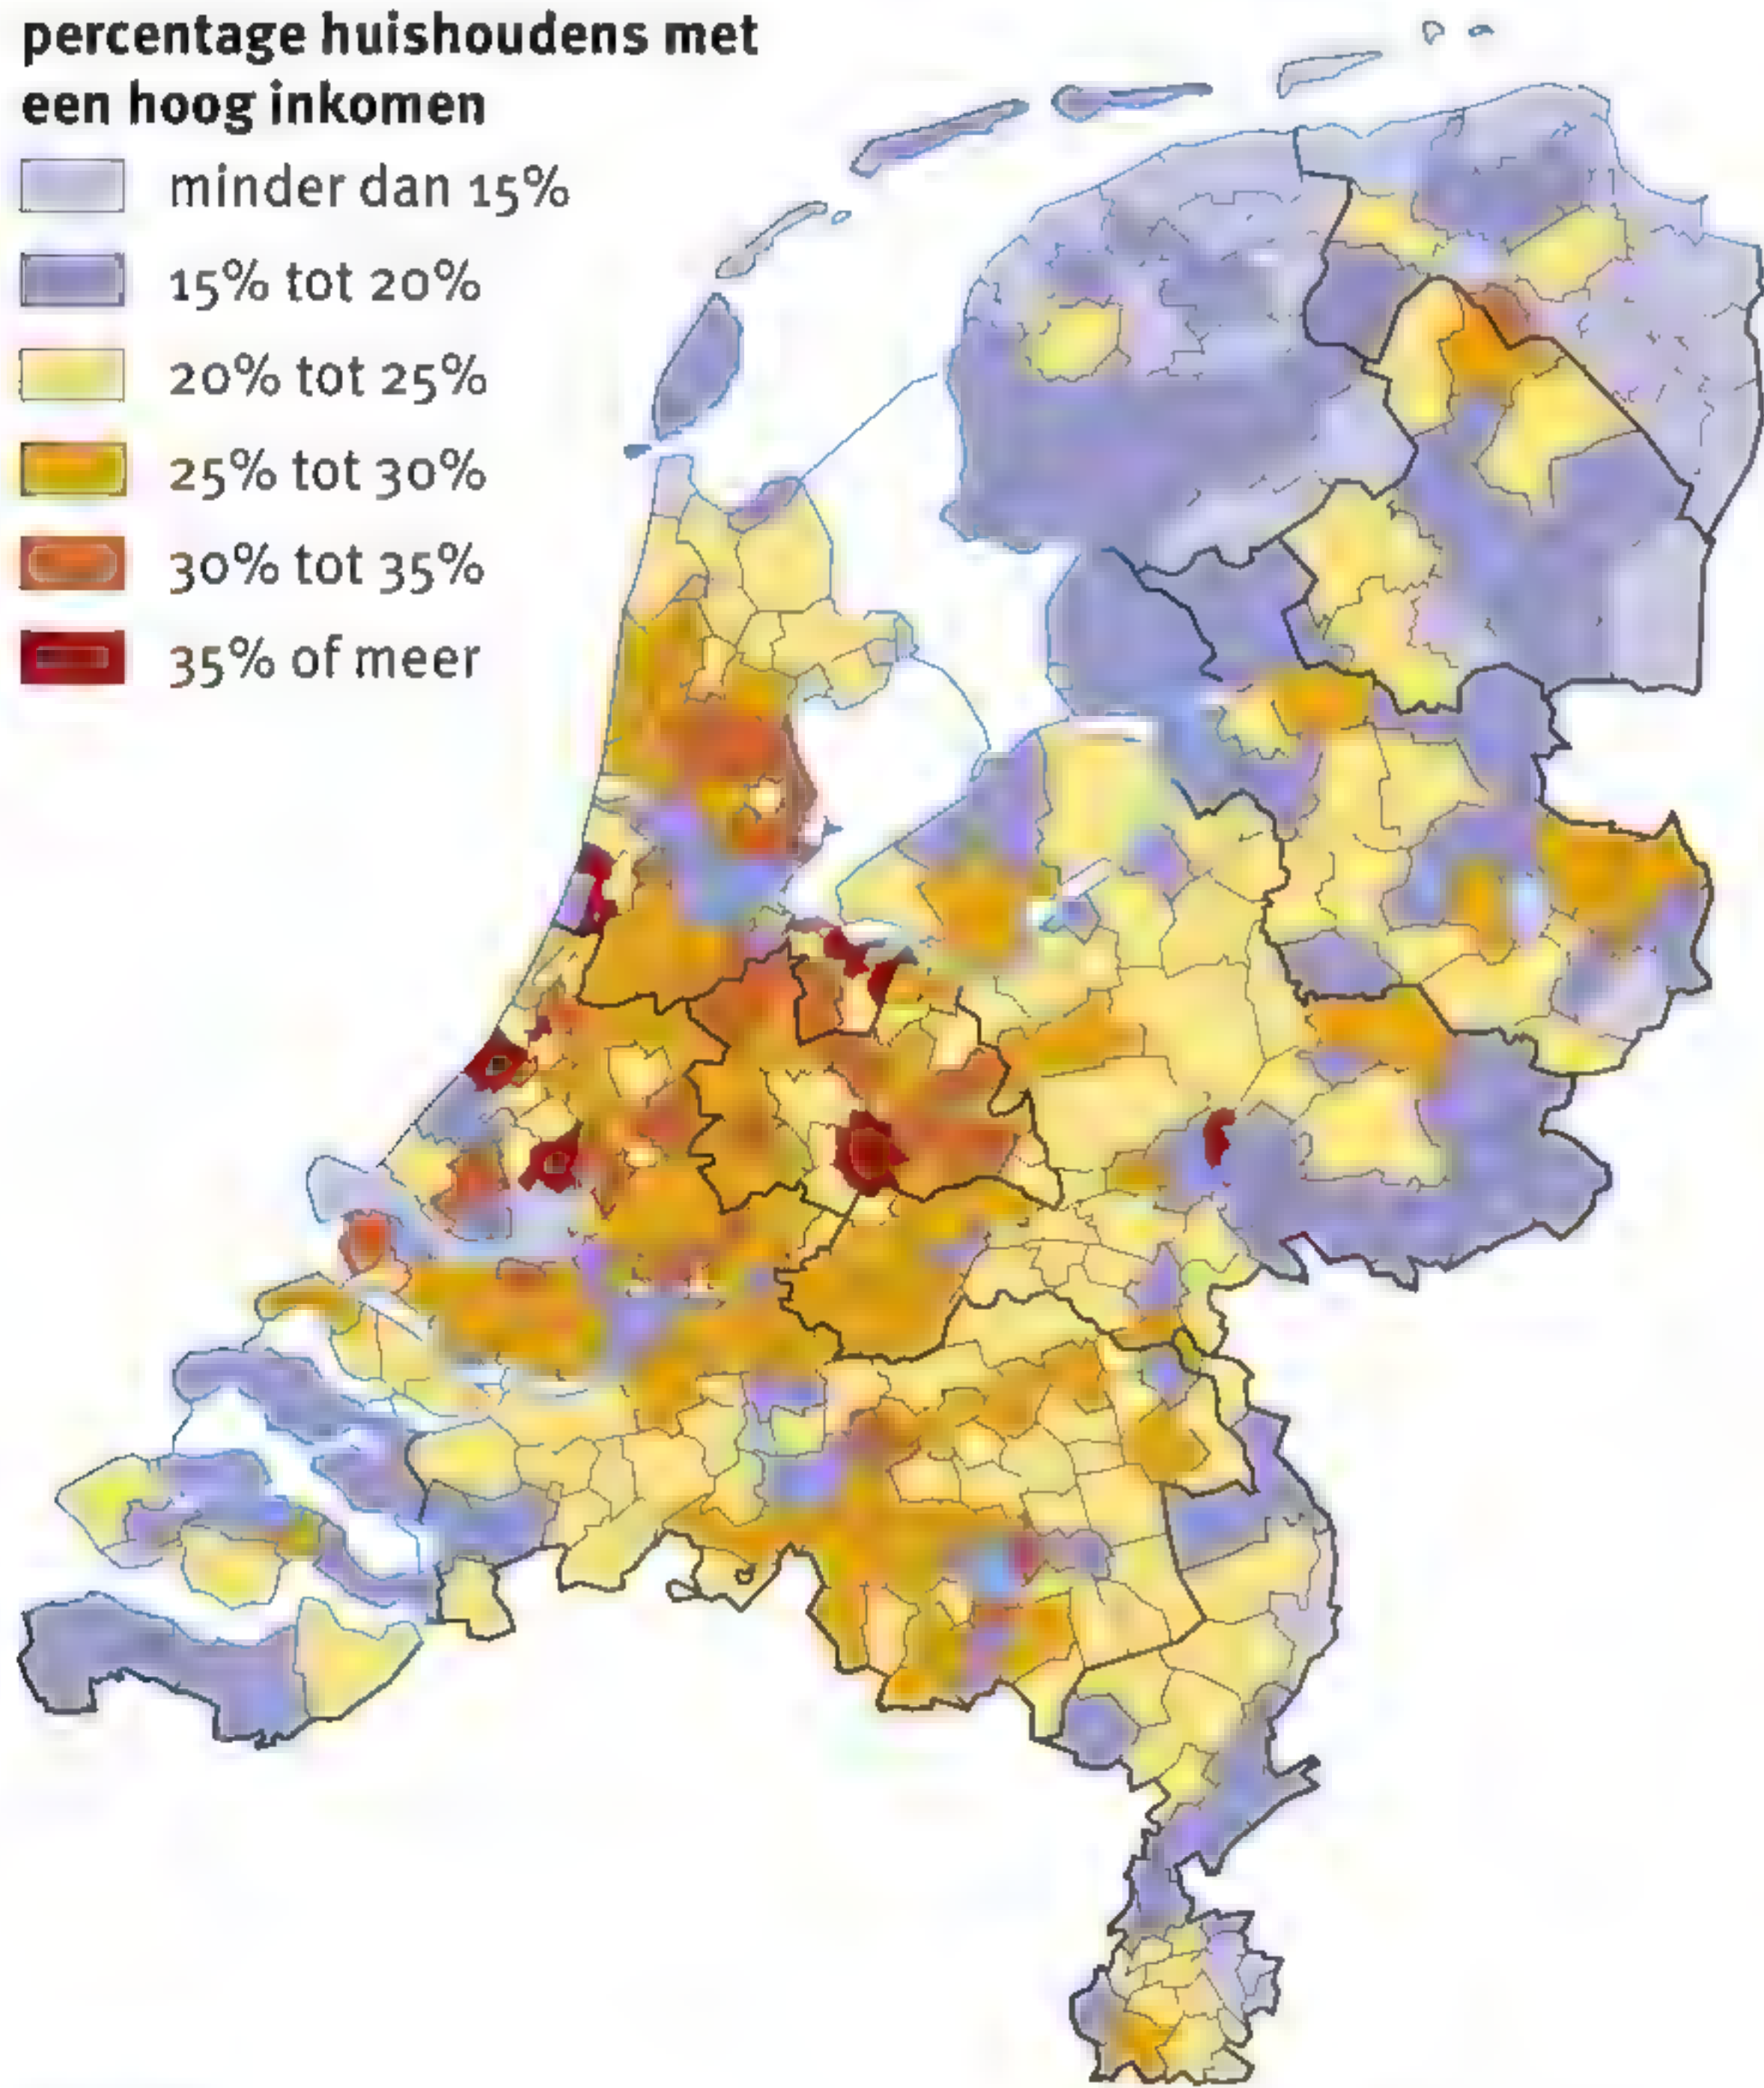 percentage huishoudens met
een hoog inkomen
minder dan 15%
15% tot 20%
20% tot 25%
25% tot 30%
30% tot 35%
35% of meer